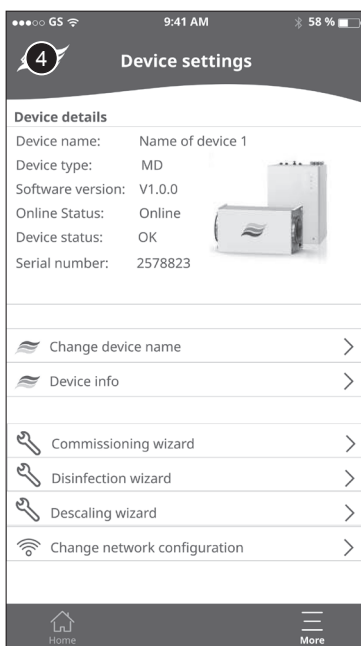 GS 9:41 AM 58 %
4
Device settings
Device details
Device name: Name of device 1
Device type: MD
Software version: V1.0.0
Online Status: Online
Device status: OK
Serial number: 2578823
Change device name
Device info
Commissioning wizard
Disinfection wizard
Descaling wizard
Change network configuration
Home More